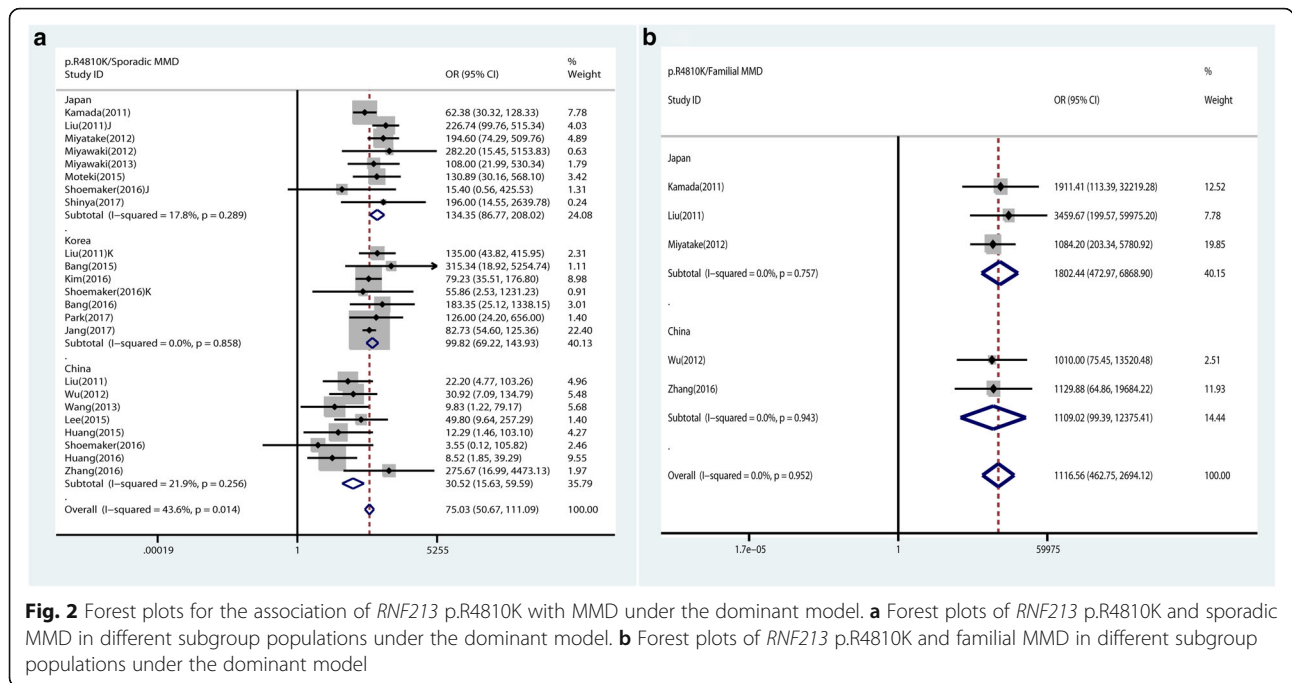 a
p.R4810K/Sporadic MMD %
Study ID OR (95% CI) Weight
Japan
Kamada(2011) 62.38 (30.32, 128.33) 7.78
Liu(2011)J 226.74 (99.76, 515.34) 4.03
Miyatake(2012) 194.60 (74.29, 509.76) 4.89
Miyawaki(2012) 282.20 (15.45, 5153.83) 0.63
Miyawaki(2013) 108.00 (21.99, 530.34) 1.79
Moteki(2015) 130.89 (30.16, 568.10) 3.42
Shoemaker(2016)J 15.40 (0.56, 425.53) 1.31
Shinya(2017) 196.00 (14.55, 2639.78) 0.24
Subtotal (I−squared = 17.8%, p = 0.289) 134.35 (86.77, 208.02) 24.08
.
Korea
Liu(2011)K 135.00 (43.82, 415.95) 2.31
Bang(2015) 315.34 (18.92, 5254.74) 1.11
Kim(2016) 79.23 (35.51, 176.80) 8.98
Shoemaker(2016)K 55.86 (2.53, 1231.23) 0.91
Bang(2016) 183.35 (25.12, 1338.15) 3.01
Park(2017) 126.00 (24.20, 656.00) 1.40
Jang(2017) 82.73 (54.60, 125.36) 22.40
Subtotal (I−squared = 0.0%, p = 0.858) 99.82 (69.22, 143.93) 40.13
.
China
Liu(2011) 22.20 (4.77, 103.26) 4.96
Wu(2012) 30.92 (7.09, 134.79) 5.48
Wang(2013) 9.83 (1.22, 79.17) 5.68
Lee(2015) 49.80 (9.64, 257.29) 1.40
Huang(2015) 12.29 (1.46, 103.10) 4.27
Shoemaker(2016) 3.55 (0.12, 105.82) 2.46
Huang(2016) 8.52 (1.85, 39.29) 9.55
Zhang(2016) 275.67 (16.99, 4473.13) 1.97
Subtotal (I−squared = 21.9%, p = 0.256) 30.52 (15.63, 59.59) 35.79
.
Overall (I−squared = 43.6%, p = 0.014) 75.03 (50.67, 111.09) 100.00
.00019 1 5255
b
p.R4810K/Familial MMD %
Study ID OR (95% CI) Weight
Japan
Kamada(2011) 1911.41 (113.39, 32219.28) 12.52
Liu(2011) 3459.67 (199.57, 59975.20) 7.78
Miyatake(2012) 1084.20 (203.34, 5780.92) 19.85
Subtotal (I−squared = 0.0%, p = 0.757) 1802.44 (472.97, 6868.90) 40.15
.
China
Wu(2012) 1010.00 (75.45, 13520.48) 2.51
Zhang(2016) 1129.88 (64.86, 19684.22) 11.93
Subtotal (I−squared = 0.0%, p = 0.943) 1109.02 (99.39, 12375.41) 14.44
.
Overall (I−squared = 0.0%, p = 0.952) 1116.56 (462.75, 2694.12) 100.00
1.7e−05 1 59975
Fig. 2 Forest plots for the association of RNF213 p.R4810K with MMD under the dominant model. a Forest plots of RNF213 p.R4810K and sporadic
MMD in different subgroup populations under the dominant model. b Forest plots of RNF213 p.R4810K and familial MMD in different subgroup
populations under the dominant model